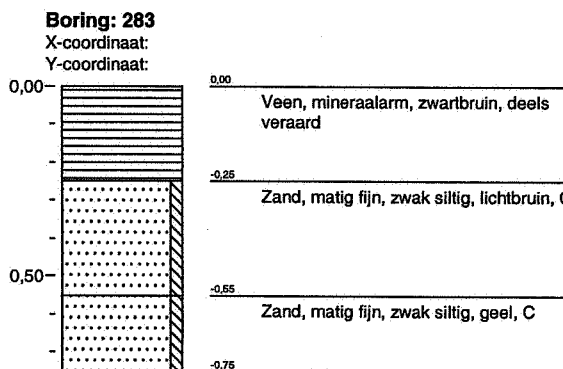 Boring: 283
X-coordinaat:
Y-coordinaat:
0,00
0,00
Veen, mineraalarm, zwartbruin, deels
veraard
-0,25
Zand, matig fijn, zwak siltig, lichtbruin,
0,50
-0,55
Zand, matig fijn, zwak siltig, geel, C
-0,75